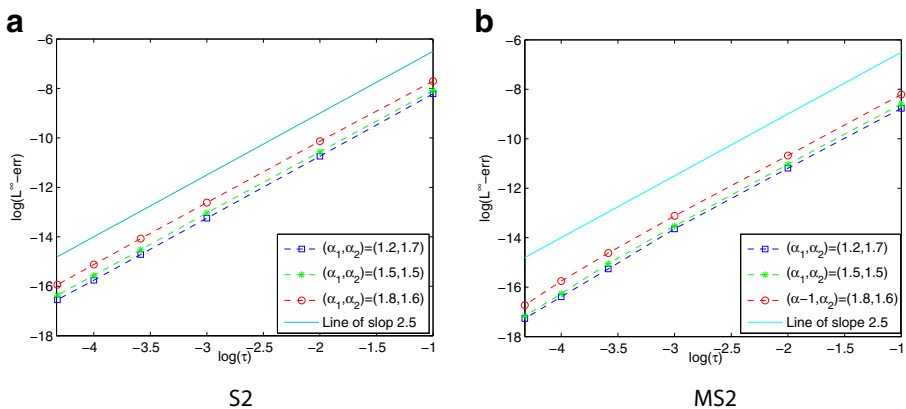 a
−6
−8
−10
−12
−14
−16
−18
log(L∞−err)
−4 −3.5 −3 −2.5 −2 −1.5 −1
log(τ)
(α1,α2)=(1.2,1.7)
(α1,α2)=(1.5,1.5)
(α1,α2)=(1.8,1.6)
Line of slop 2.5
S2
b
−6
−8
−10
−12
−14
−16
−18
log(L∞−err)
−4 −3.5 −3 −2.5 −2 −1.5 −1
log(τ)
(α1,α2)=(1.2,1.7)
(α1,α2)=(1.5,1.5)
(α−1,α2)=(1.8,1.6)
Line of slope 2.5
MS2